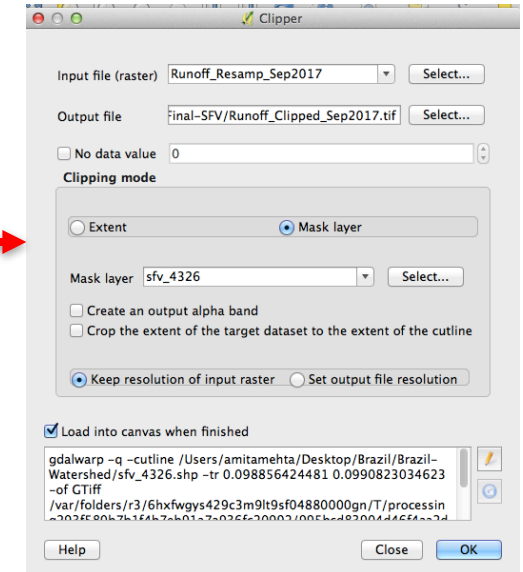 Clipper
Input file (raster) Runoff_Resamp_Sep2017 Select...
Output file Final-SFV/Runoff_Clipped_Sep2017.tif Select...
No data value 0
Clipping mode
Extent Mask layer
Mask layer sfv_4326 Select...
Create an output alpha band
Crop the extent of the target dataset to the extent of the cutline
Keep resolution of input raster Set output file resolution
Load into canvas when finished
gdalwarp -q -cutline /Users/amitamehta/Desktop/Brazil/Brazil-
Watershed/sfv_4326.shp -tr 0.098856424481 0.0990823034623
-of GTiff
/var/folders/r3/6hxfwgys429c3m9lt9sf04880000gn/T/processin
Help Close OK